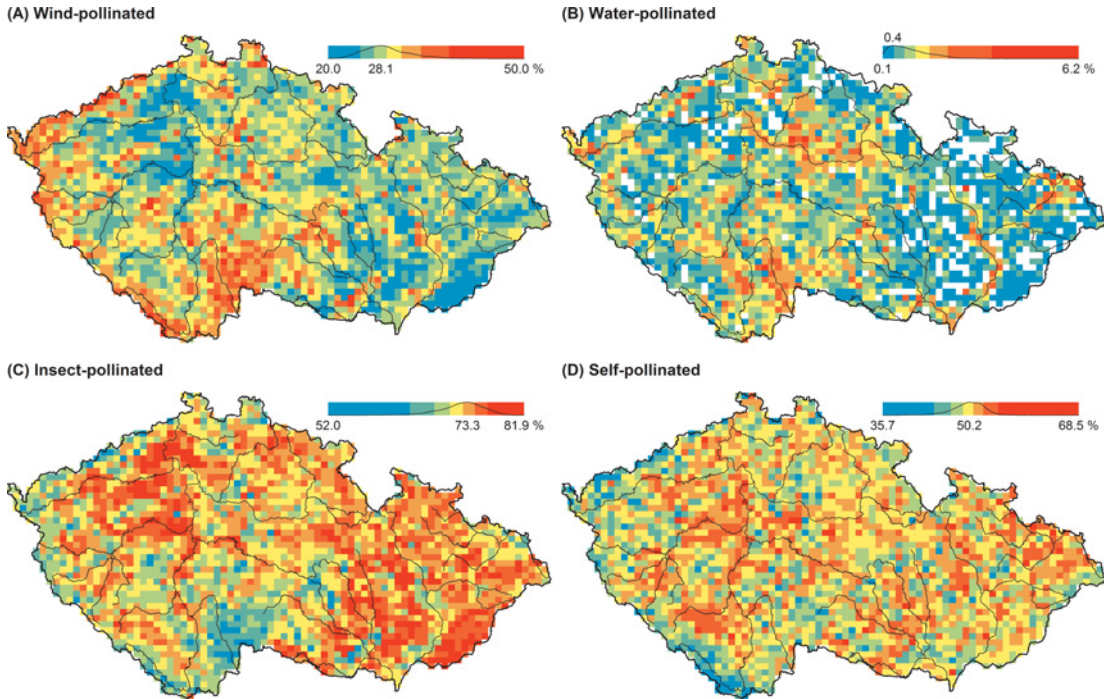 (A) Wind-pollinated
20.0 28.1 50.0 %
(B) Water-pollinated
0.4
0.1 6.2 %
(C) Insect-pollinated
52.0 73.3 81.9 %
(D) Self-pollinated
35.7 50.2 68.5 %